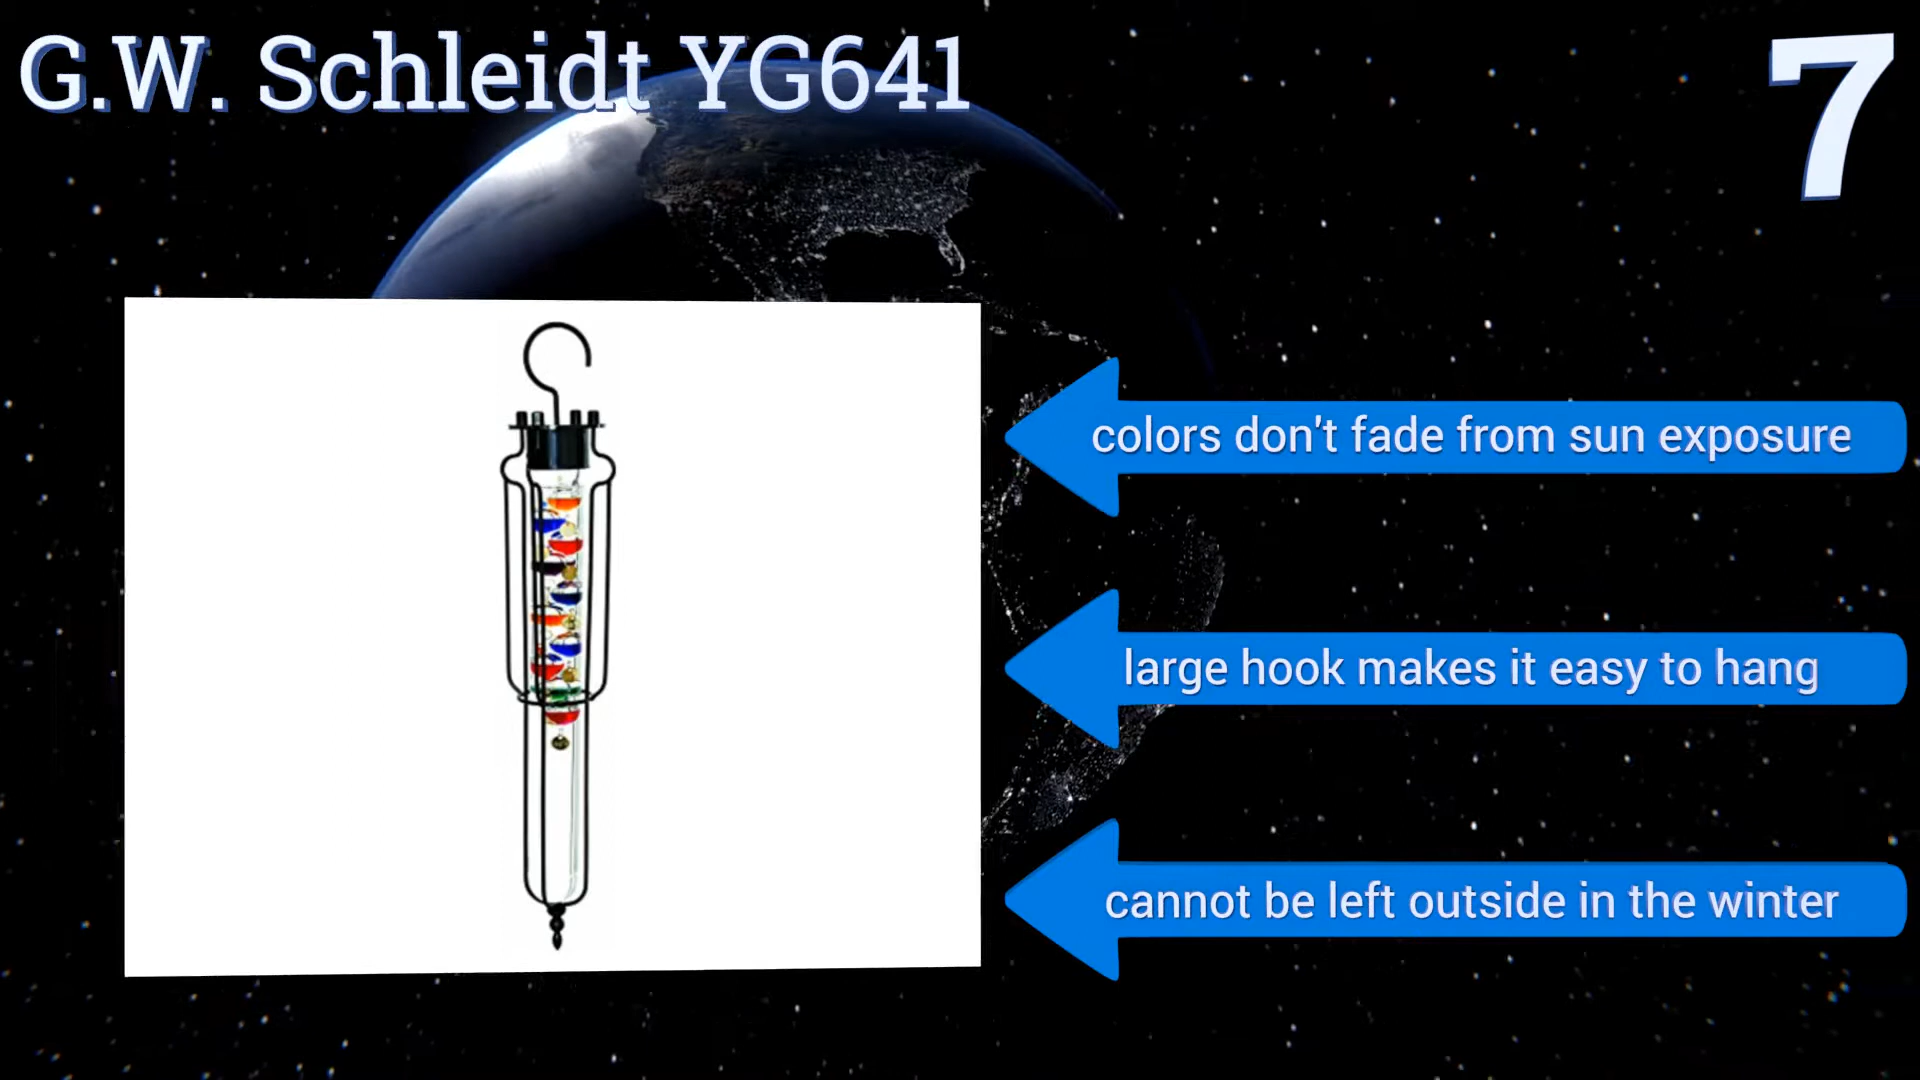 G.W. Schleidt YG641
7
colors don't fade from sun exposure
large hook makes it easy to hang
cannot be left outside in the winter